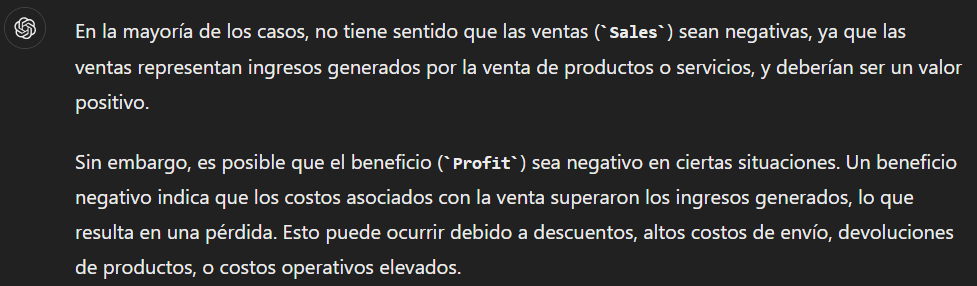 En la mayoría de los casos, no tiene sentido que las ventas (`Sales`) sean negativas, ya que las
ventas representan ingresos generados por la venta de productos o servicios, y deberían ser un valor
positivo.
Sin embargo, es posible que el beneficio (`Profit`) sea negativo en ciertas situaciones. Un beneficio
negativo indica que los costos asociados con la venta superaron los ingresos generados, lo que
resulta en una pérdida. Esto puede ocurrir debido a descuentos, altos costos de envío, devoluciones
de productos, o costos operativos elevados.